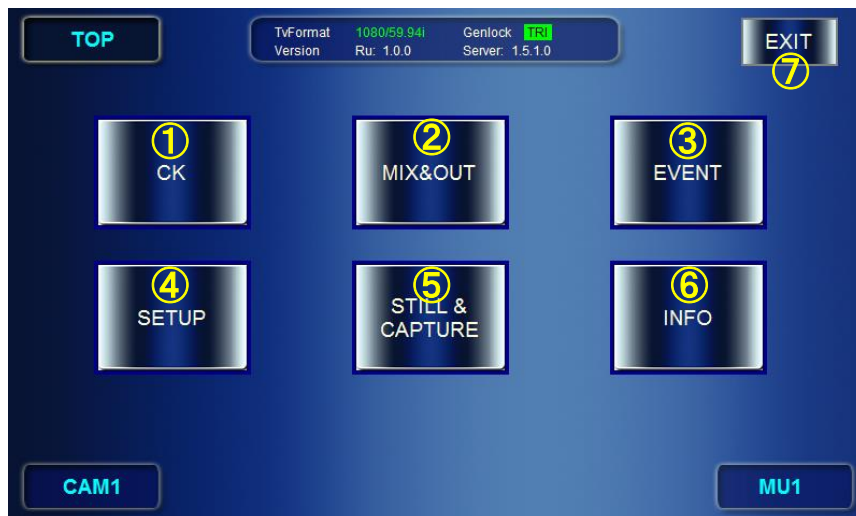 TOP
TvFormat 1080/59.94i Genlock TRI
Version Ru: 1.0.0 Server: 1.5.1.0
EXIT
⑦
①
CK
②
MIX&OUT
③
EVENT
④
SETUP
⑤
STILL &
CAPTURE
⑥
INFO
CAM1
MU1